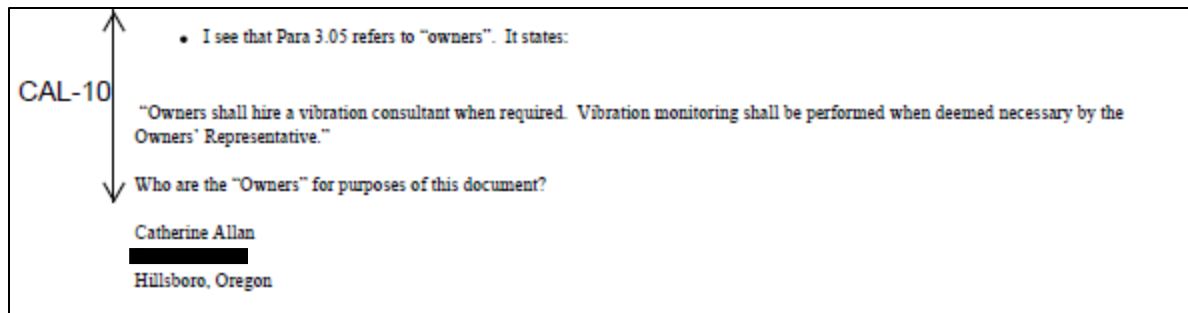 • I see that Para 3.05 refers to “owners”. It states:
CAL-10
“Owners shall hire a vibration consultant when required. Vibration monitoring shall be performed when deemed necessary by the
Owners’ Representative.”
Who are the “Owners” for purposes of this document?
Catherine Allan
Hillsboro, Oregon